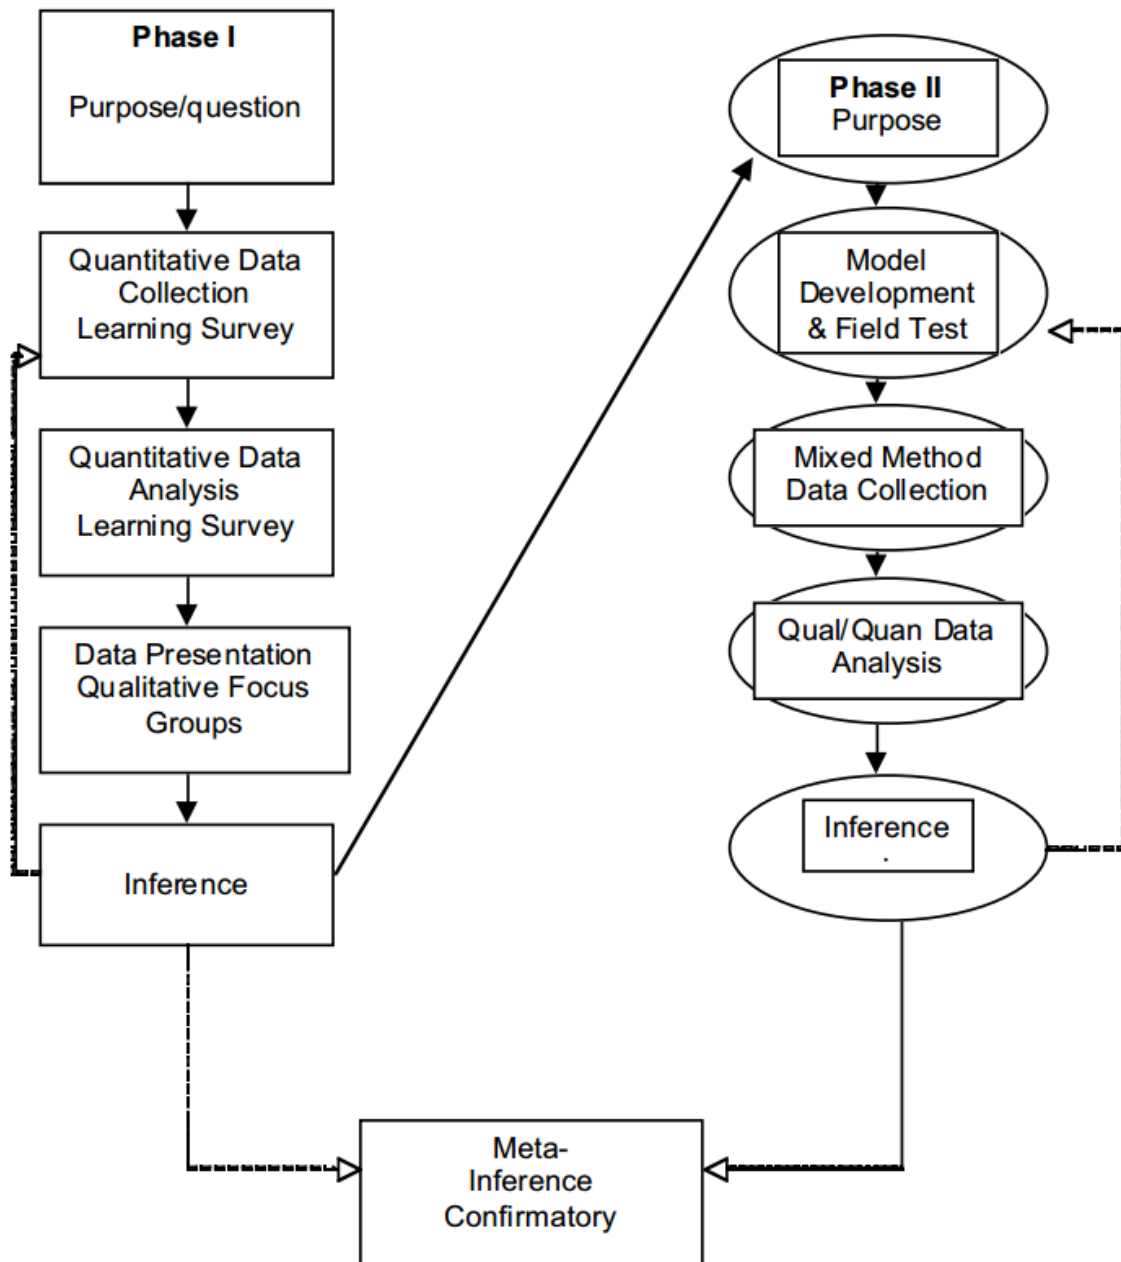 Phase I
Purpose/question
Quantitative Data
Collection
Learning Survey
Quantitative Data
Analysis
Learning Survey
Data Presentation
Qualitative Focus
Groups
Inference
Phase II
Purpose
Model
Development
& Field Test
Mixed Method
Data Collection
Qual/Quan Data
Analysis
Inference
.
Meta-
Inference
Confirmatory